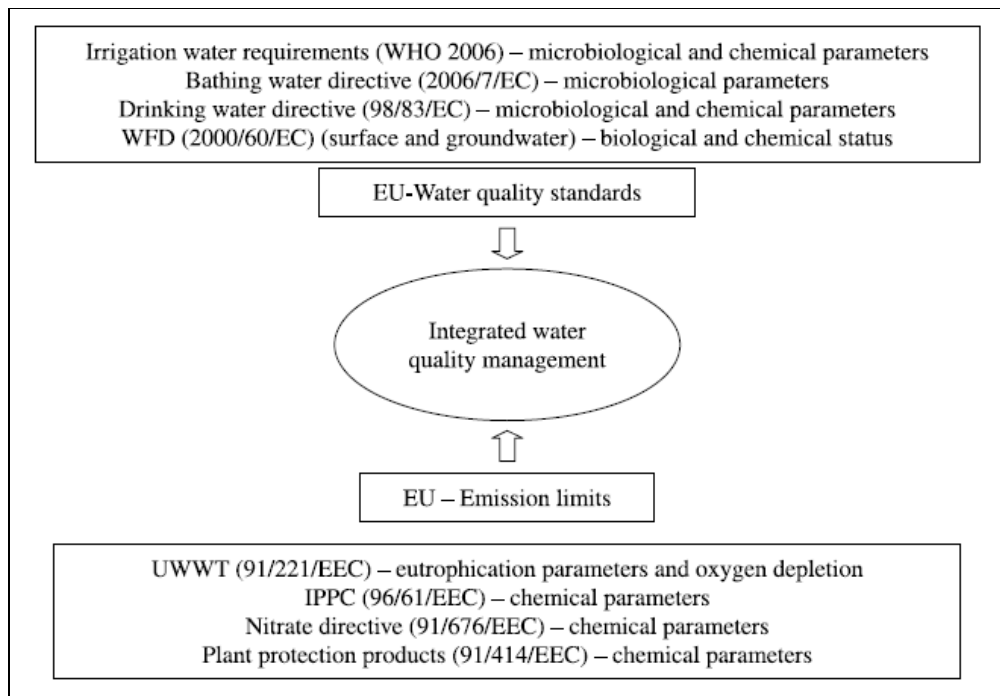 Irrigation water requirements (WHO 2006) – microbiological and chemical parameters
Bathing water directive (2006/7/EC) – microbiological parameters
Drinking water directive (98/83/EC) – microbiological and chemical parameters
WFD (2000/60/EC) (surface and groundwater) – biological and chemical status
EU-Water quality standards
Integrated water
quality management
EU – Emission limits
UWWT (91/221/EEC) – eutrophication parameters and oxygen depletion
IPPC (96/61/EEC) – chemical parameters
Nitrate directive (91/676/EEC) – chemical parameters
Plant protection products (91/414/EEC) – chemical parameters